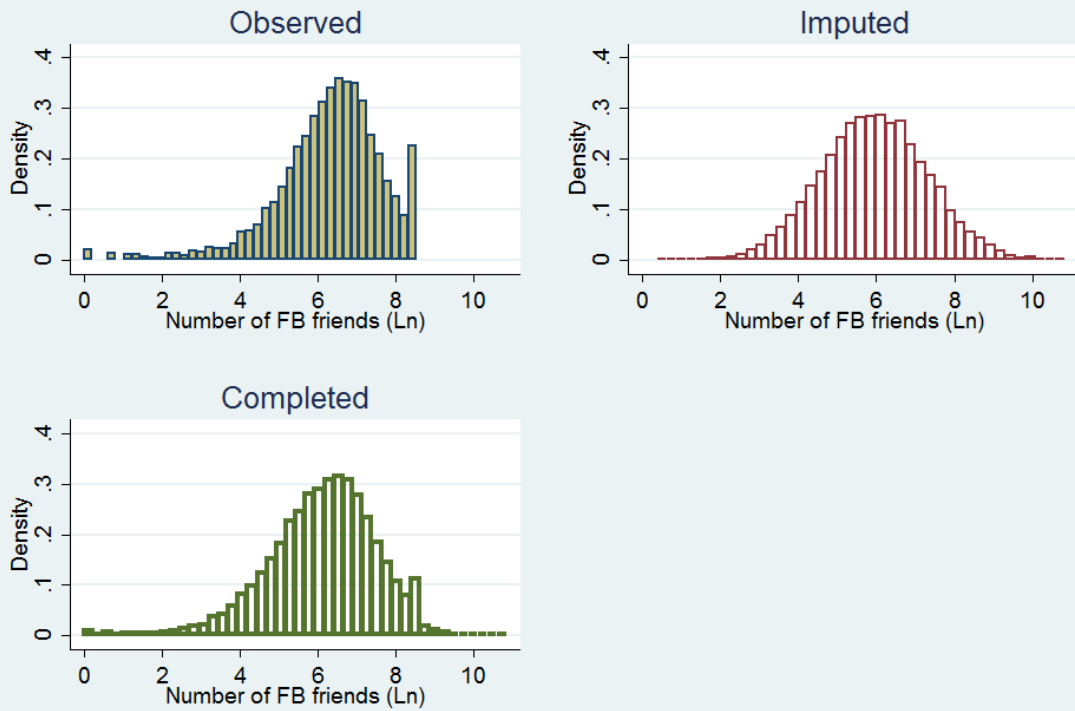 Observed
.4
.3
.2
.1
0
Density
0 2 4 6 8 10
Number of FB friends (Ln)
Imputed
.4
.3
.2
.1
0
Density
0 2 4 6 8 10
Number of FB friends (Ln)
Completed
.4
.3
.2
.1
0
Density
0 2 4 6 8 10
Number of FB friends (Ln)